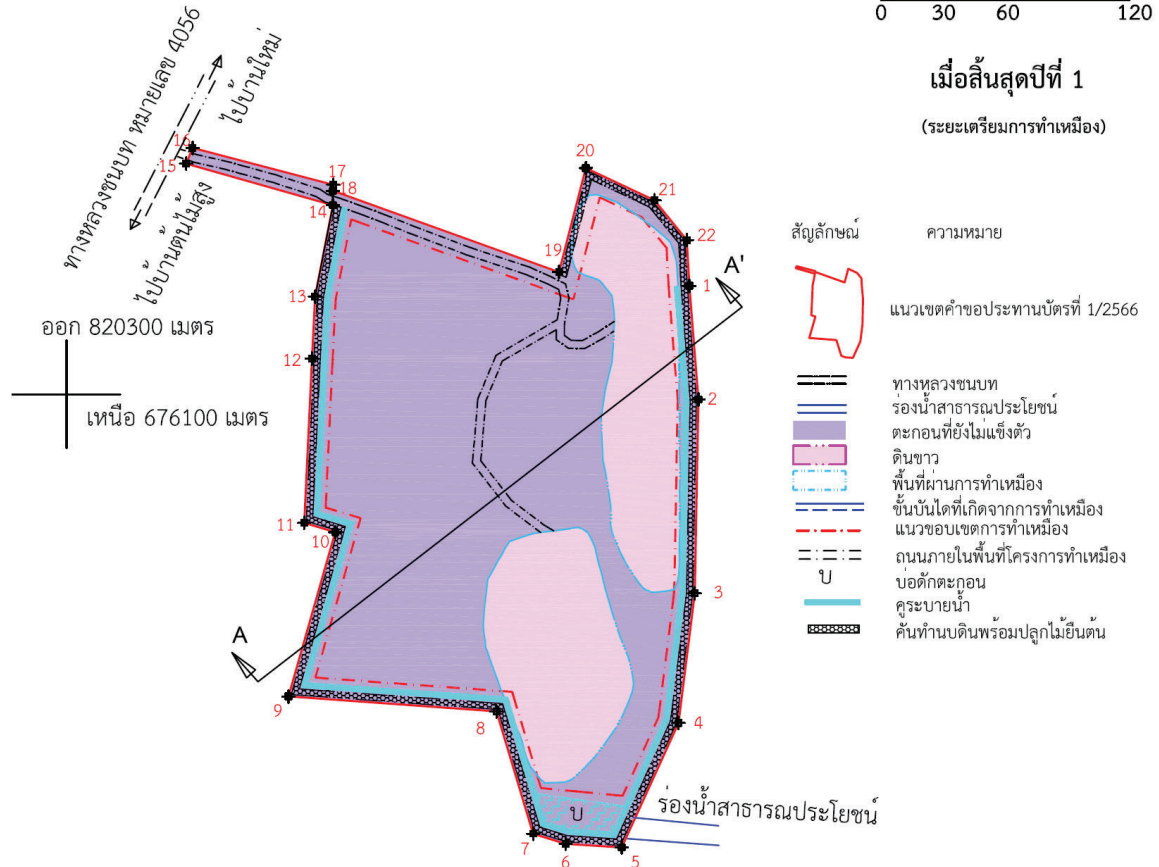 0 30 60 120
เมื่อสิ้นสุดปีที่ 1
(ระยะเตรียมการทำเหมือง)
ทางหลวงชนบท หมายเลข 4056
ไปบ้านใหม่
ไปบ้านต้นไม้สูง
ออก 820300 เมตร
เหนือ 676100 เมตร
16
15
17
18
14
13
12
11
10
9
8
7
6
5
4
3
2
1
22
21
20
19
A'
A
บ
ร่องน้ำสาธารณประโยชน์
สัญลักษณ์ ความหมาย
แนวเขตคำขอประทานบัตรที่ 1/2566
ทางหลวงชนบท
ร่องน้ำสาธารณประโยชน์
ตะกอนที่ยังไม่แข็งตัว
ดินขาว
พื้นที่ผ่านการทำเหมือง
ขั้นบันไดที่เกิดจากการทำเหมือง
แนวขอบเขตการทำเหมือง
ถนนภายในพื้นที่โครงการทำเหมือง
บ บ่อดักตะกอน
คูระบายน้ำ
คันทำนบดินพร้อมปลูกไม้ยืนต้น